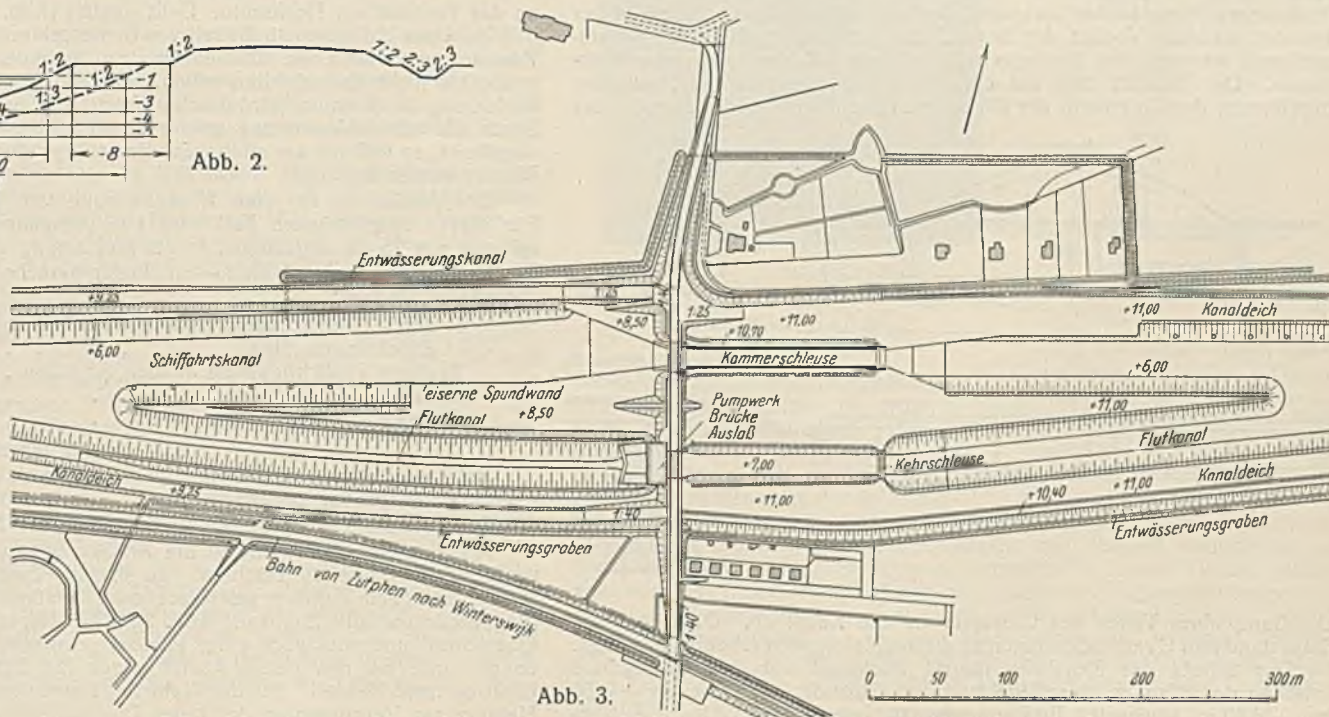 1:2
1:3
1:2
1:2
-1
-3
-4
-5
-8
1:2
2:3
2:3
Abb. 2.
Entwässerungskanal
+9,25
1:25
+8,50
1:25
+10,70
+11,00
+11,00
Kanaldeich
+6,00
Schiffahrtskanal
Kammerschleuse
+6,00
eiserne Spundwand
+8,50
Flutkanal
Pumpwerk
Brücke
Auslaß
+11,00
Flutkanal
Kanaldeich
+9,25
+7,00
Kehrschleuse
+11,00
+10,40
+11,00
Kanaldeich
1:40
Entwässerungsgraben
Entwässerungsgraben
Bahn von Zutphen nach Winterswijk
1:40
Abb. 3.
0 50 100 200 300 m